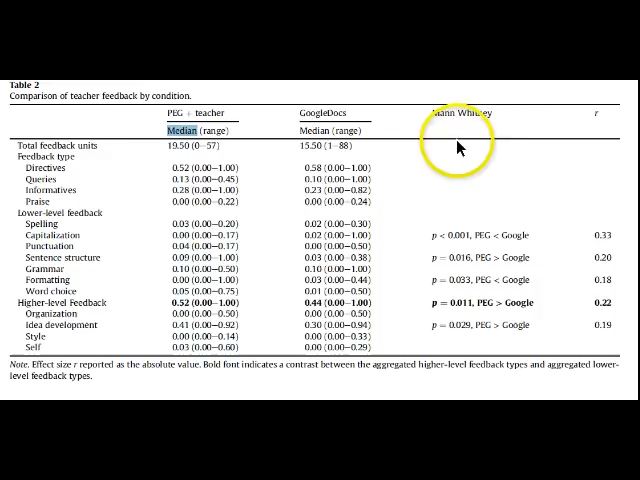 Table 2
Comparison of teacher feedback by condition.
PEG + teacher GoogleDocs Mann Whitney r
Median (range) Median (range)
Total feedback units 19.50 (0–57) 15.50 (1–88)
Feedback type
Directives 0.52 (0.00–1.00) 0.58 (0.00–1.00)
Queries 0.13 (0.00–0.45) 0.10 (0.00–1.00)
Informatives 0.28 (0.00–1.00) 0.23 (0.00–0.82)
Praise 0.00 (0.00–0.22) 0.00 (0.00–0.24)
Lower-level feedback
Spelling 0.03 (0.00–0.20) 0.02 (0.00–0.30)
Capitalization 0.00 (0.00–0.17) 0.02 (0.00–1.00) p < 0.001, PEG < Google 0.33
Punctuation 0.04 (0.00–0.17) 0.00 (0.00–0.50)
Sentence structure 0.09 (0.00–1.00) 0.03 (0.00–0.38) p = 0.016, PEG > Google 0.20
Grammar 0.10 (0.00–0.50) 0.10 (0.00–1.00)
Formatting 0.00 (0.00–1.00) 0.03 (0.00–0.44) p = 0.033, PEG < Google 0.18
Word choice 0.05 (0.00–0.75) 0.01 (0.00–0.50)
Higher-level Feedback 0.52 (0.00–1.00) 0.44 (0.00–1.00) p = 0.011, PEG > Google 0.22
Organization 0.00 (0.00–0.50) 0.00 (0.00–0.50)
Idea development 0.41 (0.00–0.92) 0.30 (0.00–0.94) p = 0.029, PEG > Google 0.19
Style 0.00 (0.00–0.14) 0.00 (0.00–0.33)
Self 0.03 (0.00–0.60) 0.00 (0.00–0.29)
Note. Effect size r reported as the absolute value. Bold font indicates a contrast between the aggregated higher-level feedback types and aggregated lower-
level feedback types.